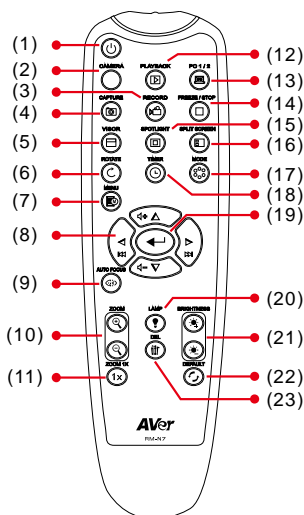 (1)
(2) CAMERA PLAYBACK PC 1 / 2 (12)
(13)
(3) CAPTURE RECORD FREEZE / STOP (14)
(4)
(15)
VISOR SPOTLIGHT SPLIT SCREEN
(5) (16)
ROTATE TIMER MODE
(6) (17)
MENU (18)
(7)
(19)
(8)
AUTO FOCUS
(9)
(20)
ZOOM LAMP BRIGHTNESS
(10) DEL (21)
ZOOM 1X DEFAULT
(11) 1x (22)
(23)
AVer
RM-N7